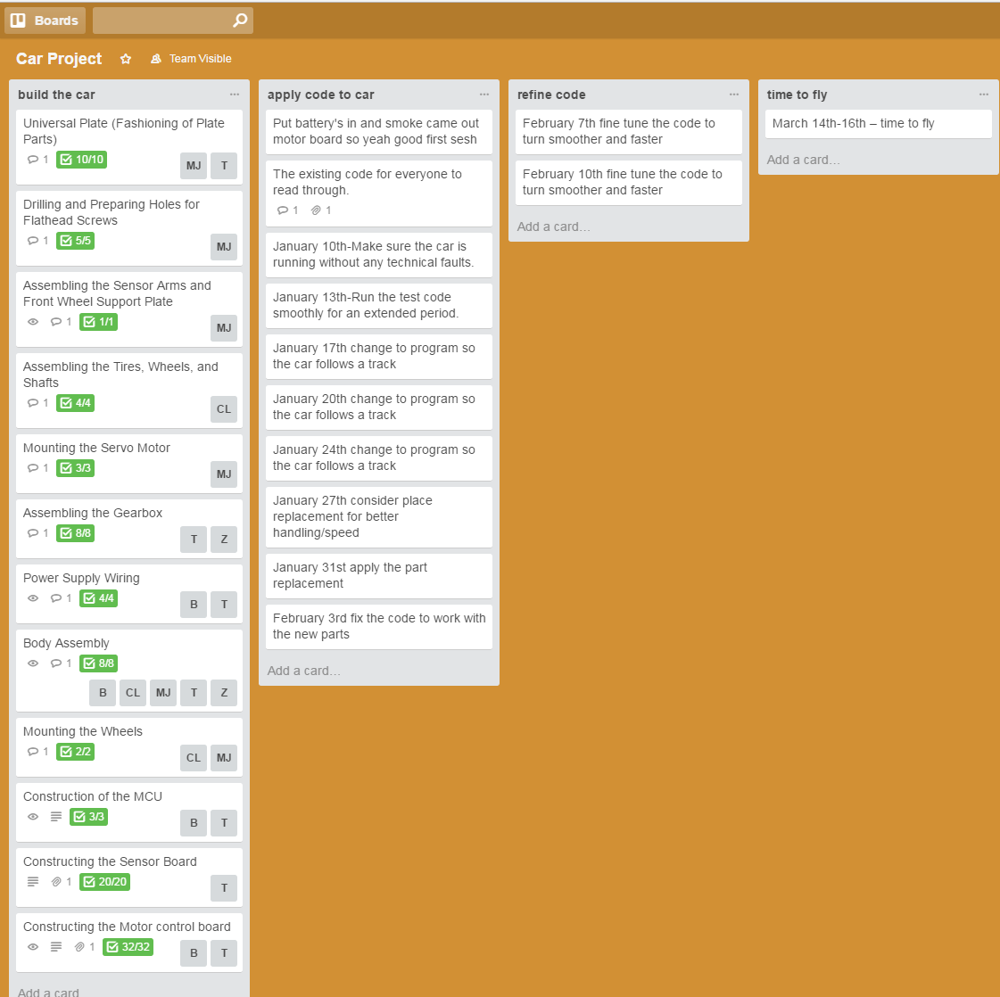 Boards
Car Project
Team Visible
build the car
Universal Plate (Fashioning of Plate
Parts)
1 10/10
MJ T
Drilling and Preparing Holes for
Flathead Screws
1 5/5
MJ
Assembling the Sensor Arms and
Front Wheel Support Plate
1 1/1
MJ
Assembling the Tires, Wheels, and
Shafts
1 4/4
CL
Mounting the Servo Motor
1 3/3
MJ
Assembling the Gearbox
1 8/8
T Z
Power Supply Wiring
1 4/4
B T
Body Assembly
1 8/8
B CL MJ T Z
Mounting the Wheels
1 2/2
CL MJ
Construction of the MCU
3/3
B T
Constructing the Sensor Board
1 20/20
T
Constructing the Motor control board
1 32/32
B T
Add a card
apply code to car
Put battery's in and smoke came out
motor board so yeah good first sesh
The existing code for everyone to
read through.
1 1
January 10th-Make sure the car is
running without any technical faults.
January 13th-Run the test code
smoothly for an extended period.
January 17th change to program so
the car follows a track
January 20th change to program so
the car follows a track
January 24th change to program so
the car follows a track
January 27th consider place
replacement for better
handling/speed
January 31st apply the part
replacement
February 3rd fix the code to work with
the new parts
Add a card…
refine code
February 7th fine tune the code to
turn smoother and faster
February 10th fine tune the code to
turn smoother and faster
Add a card…
time to fly
March 14th-16th – time to fly
Add a card…